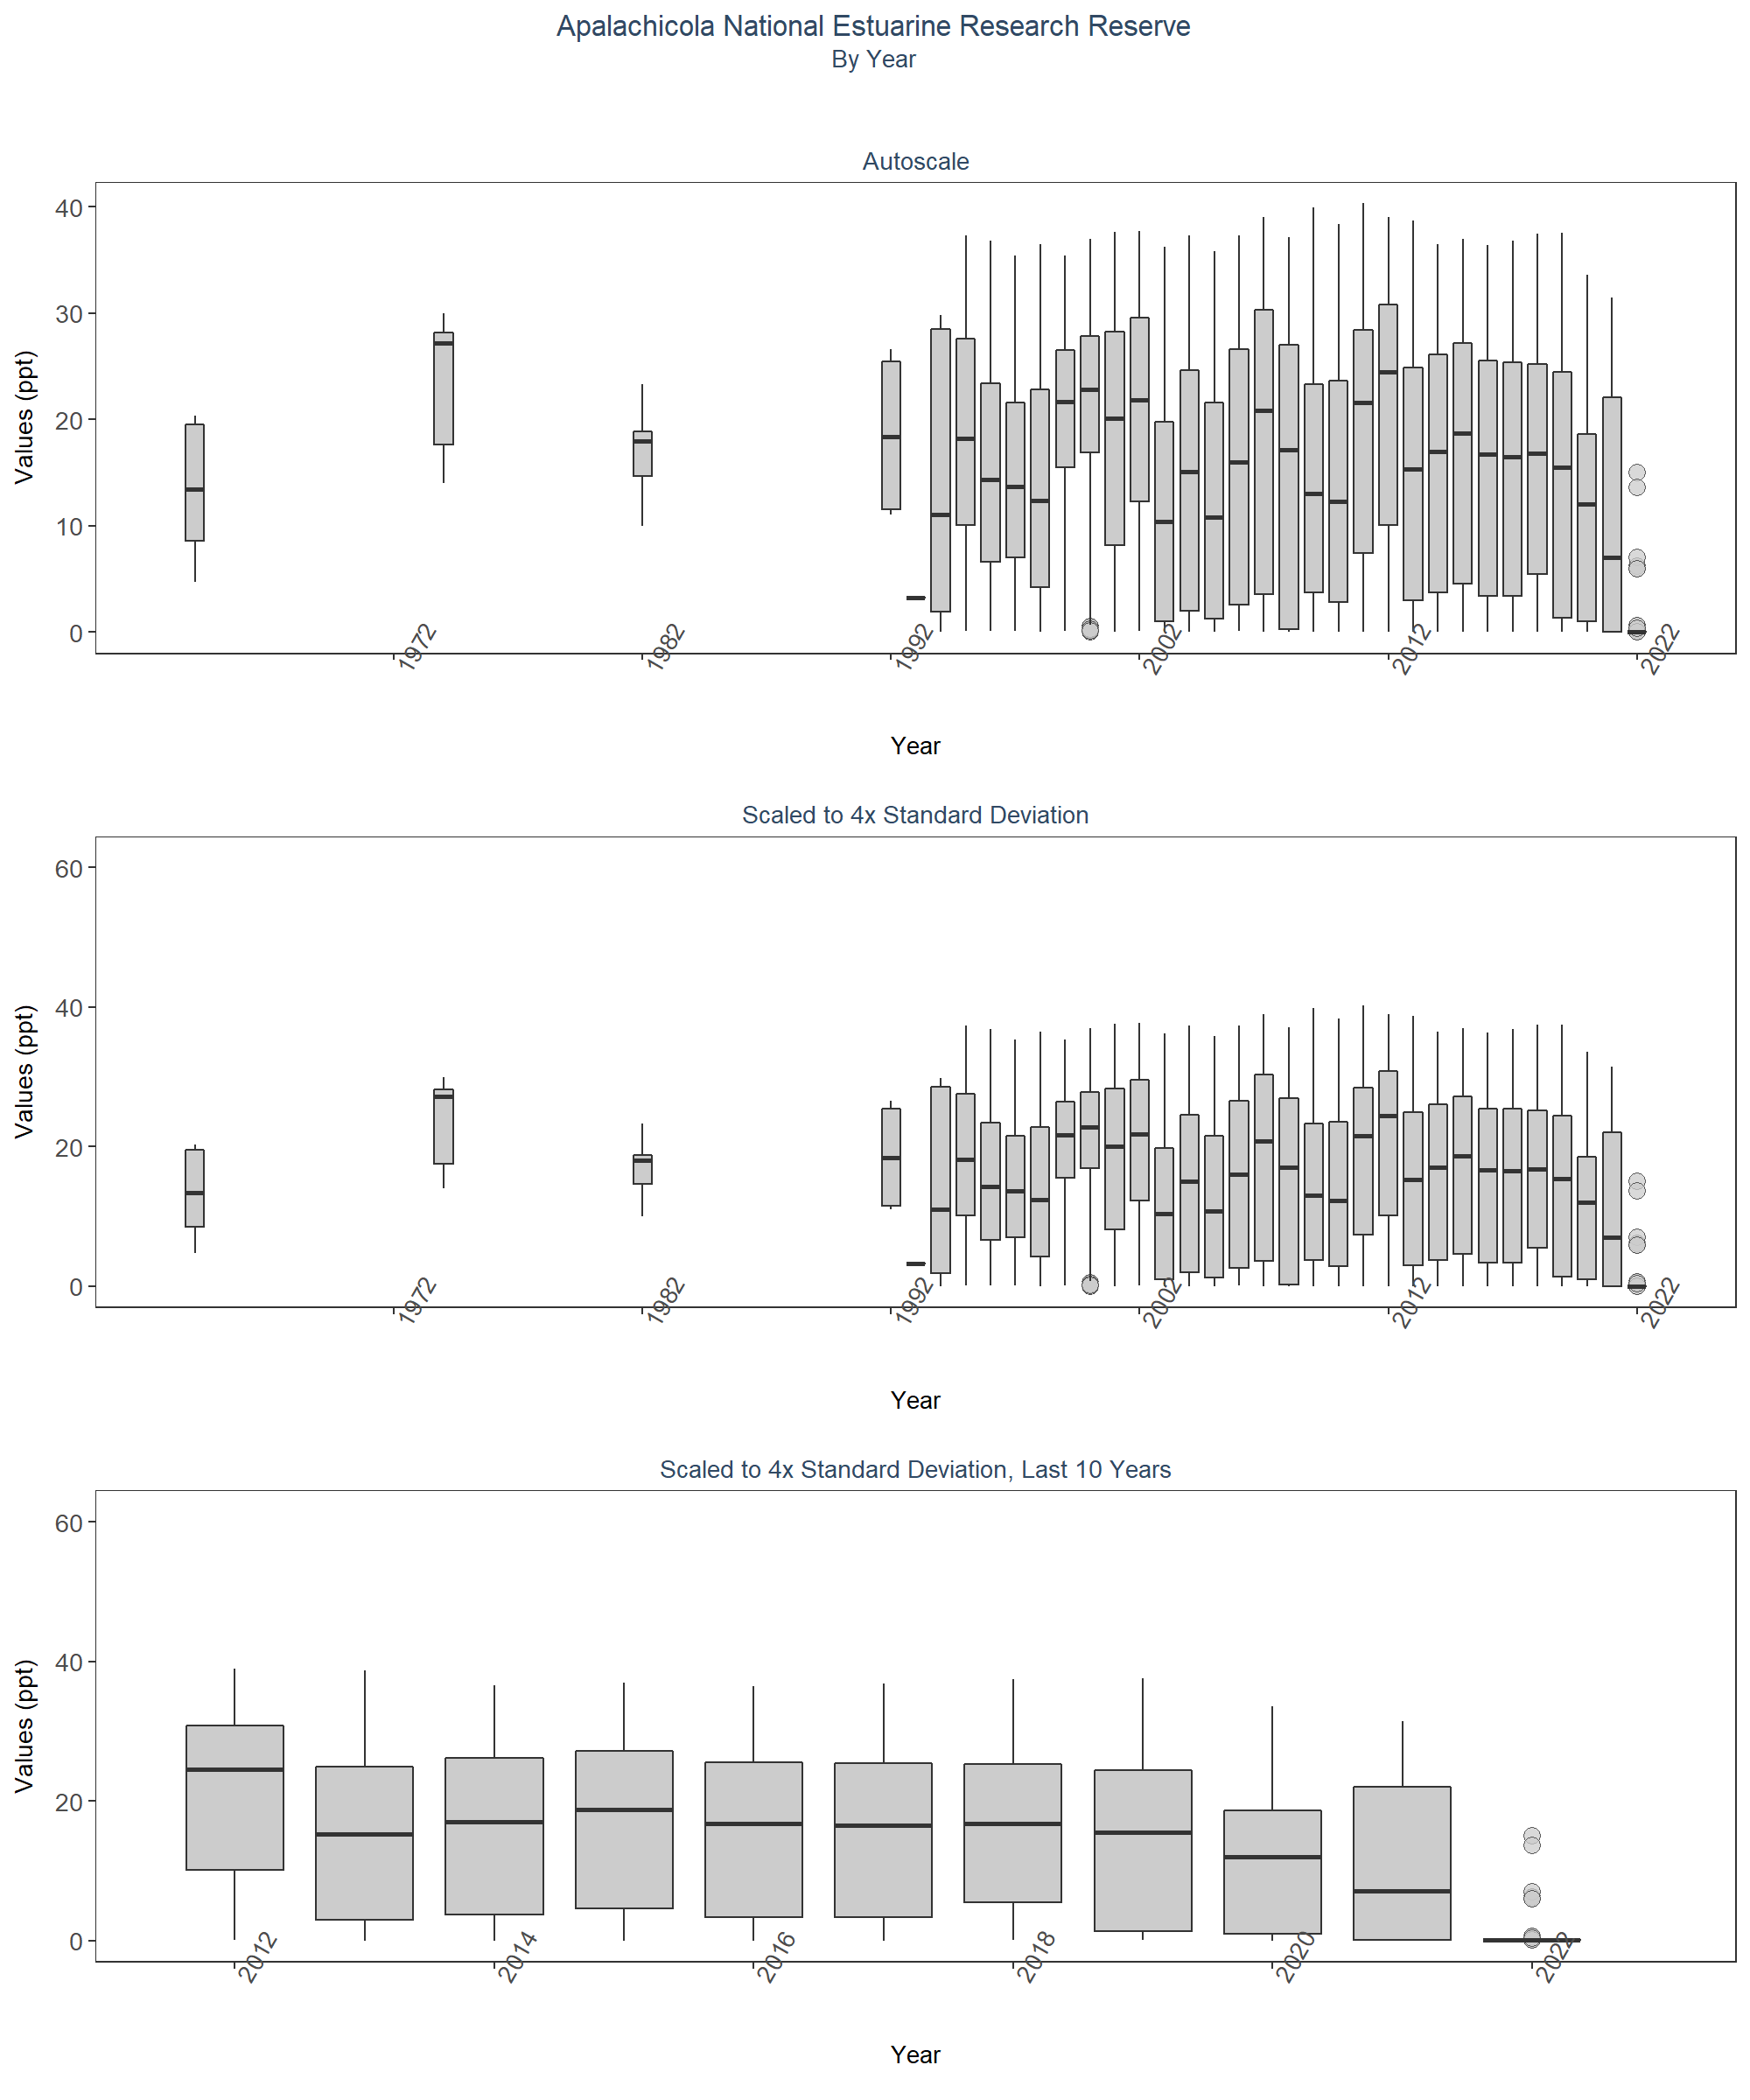 Apalachicola National Estuarine Research Reserve
By Year
Autoscale
Values (ppt)
40
30
20
10
0
1972
1982
1992
2002
2012
2022
Year
Scaled to 4x Standard Deviation
Values (ppt)
60
40
20
0
1972
1982
1992
2002
2012
2022
Year
Scaled to 4x Standard Deviation, Last 10 Years
Values (ppt)
60
40
20
0
2012
2014
2016
2018
2020
2022
Year